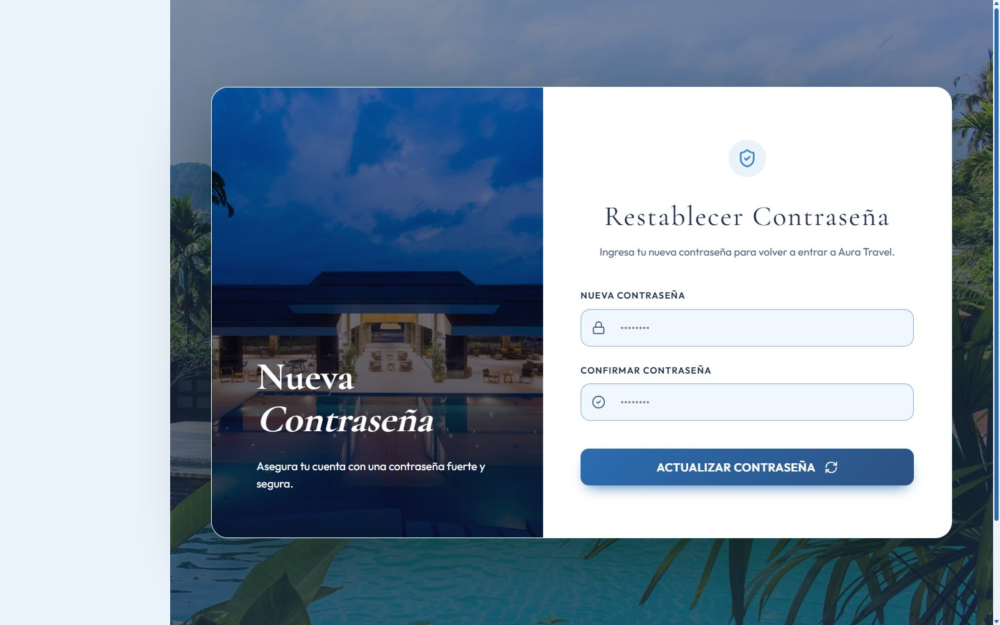 Nueva
Contraseña
Asegura tu cuenta con una contraseña fuerte y
segura.
Restablecer Contraseña
Ingresa tu nueva contraseña para volver a entrar a Aura Travel.
NUEVA CONTRASEÑA
••••••••
CONFIRMAR CONTRASEÑA
••••••••
ACTUALIZAR CONTRASEÑA